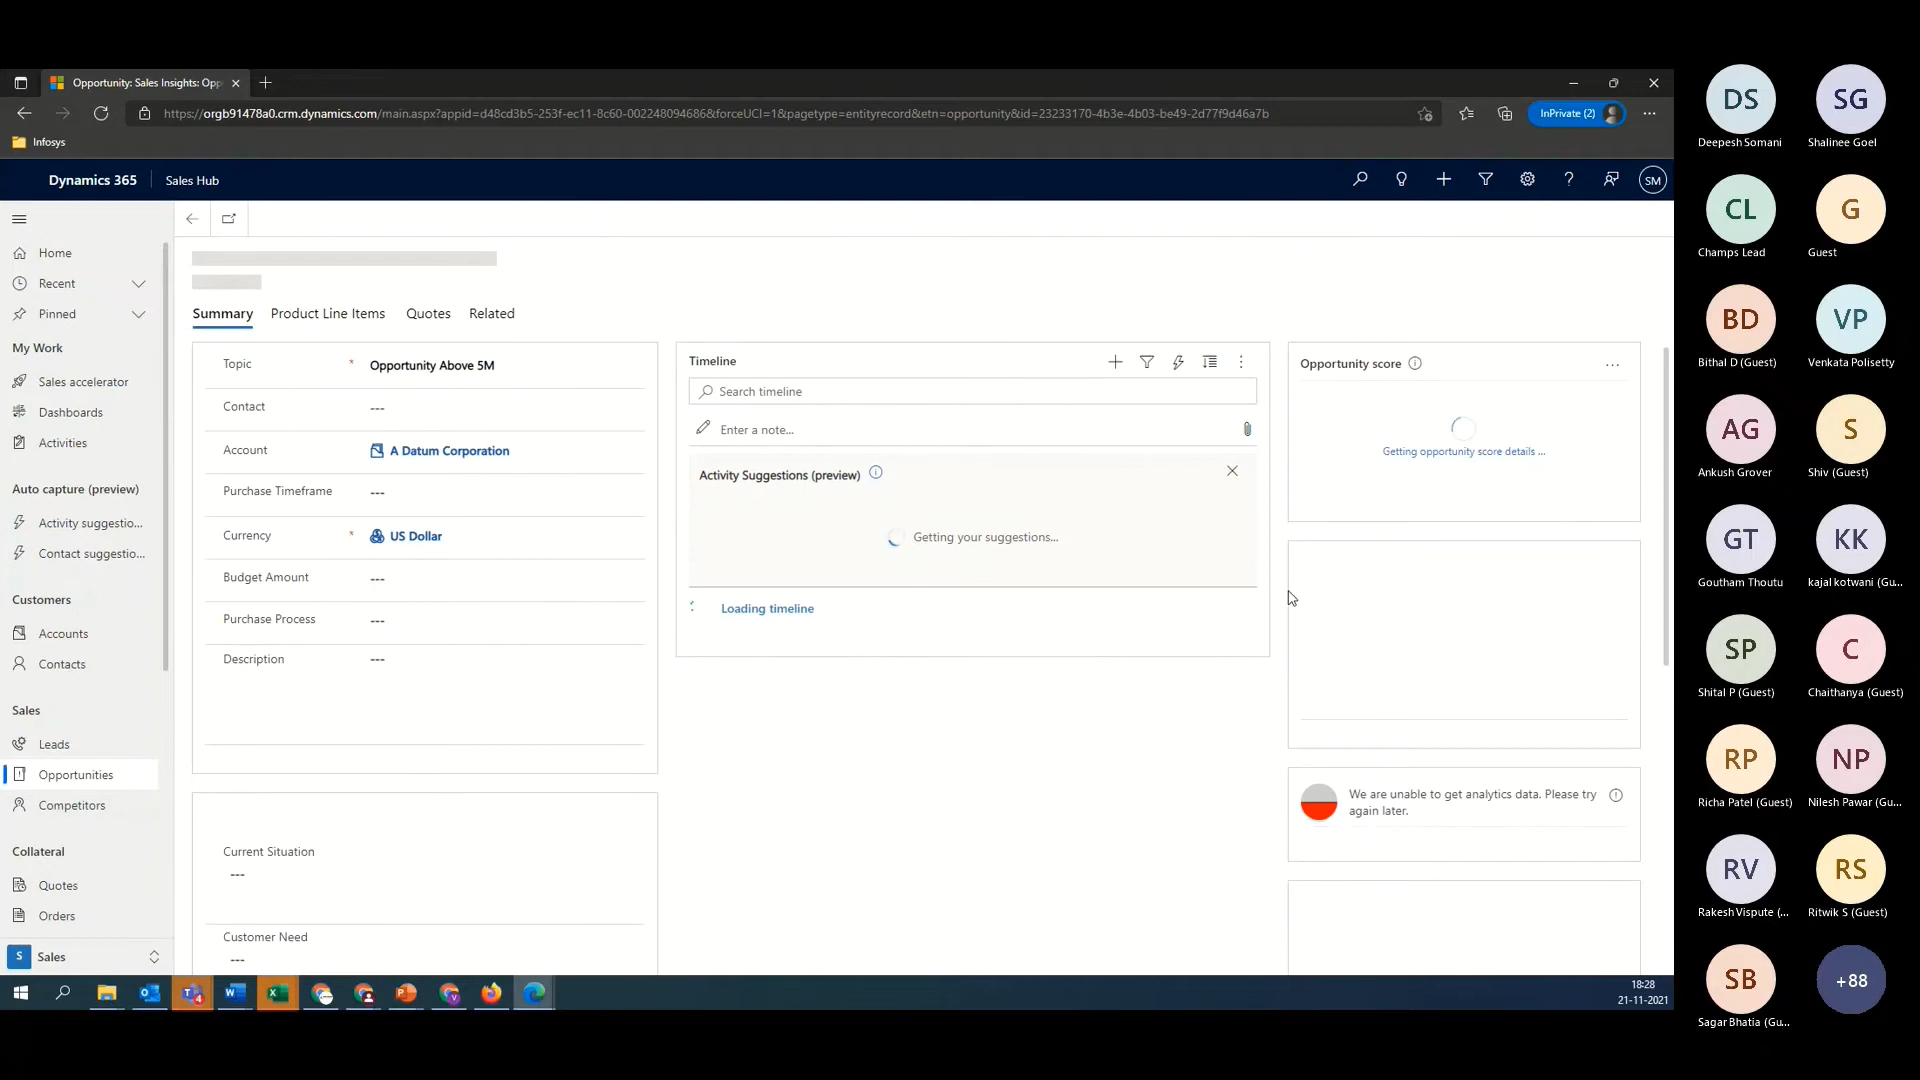 Opportunity: Sales Insights: Opp
https://orgb91478a0.crm.dynamics.com/main.aspx?appid=d48cd3b5-253f-ec11-8c60-0022480946​86&forceUCI=1&pagetype=entityrecord&etn=opportunity&id=23233170-4b3e-4b03-be49-2d77f9d46a7b
InPrivate (2)
Infosys
Dynamics 365
Sales Hub
SM
Home
Recent
Pinned
My Work
Sales accelerator
Dashboards
Activities
Auto capture (preview)
Activity suggestio...
Contact suggestio...
Customers
Accounts
Contacts
Sales
Leads
Opportunities
Competitors
Collateral
Quotes
Orders
S Sales
Summary
Product Line Items
Quotes
Related
Topic * Opportunity Above 5M
Contact ---
Account A Datum Corporation
Purchase Timeframe ---
Currency * US Dollar
Budget Amount ---
Purchase Process ---
Description ---
Current Situation
---
Customer Need
---
Timeline
Search timeline
Enter a note...
Activity Suggestions (preview)
Getting your suggestions...
Loading timeline
Opportunity score
Getting opportunity score details ...
We are unable to get analytics data. Please try
again later.
18:28
21-11-2021
DS
Deepesh Somani
SG
Shalinee Goel
CL
Champs Lead
G
Guest
BD
Bithal D (Guest)
VP
Venkata Polisetty
AG
Ankush Grover
S
Shiv (Guest)
GT
Goutham Thoutu
KK
kajal kotwani (Gu...
SP
Shital P (Guest)
C
Chaithanya (Guest)
RP
Richa Patel (Guest)
NP
Nilesh Pawar (Gu...
RV
Rakesh Vispute (...
RS
Ritwik S (Guest)
SB
Sagar Bhatia (Gu...
+88